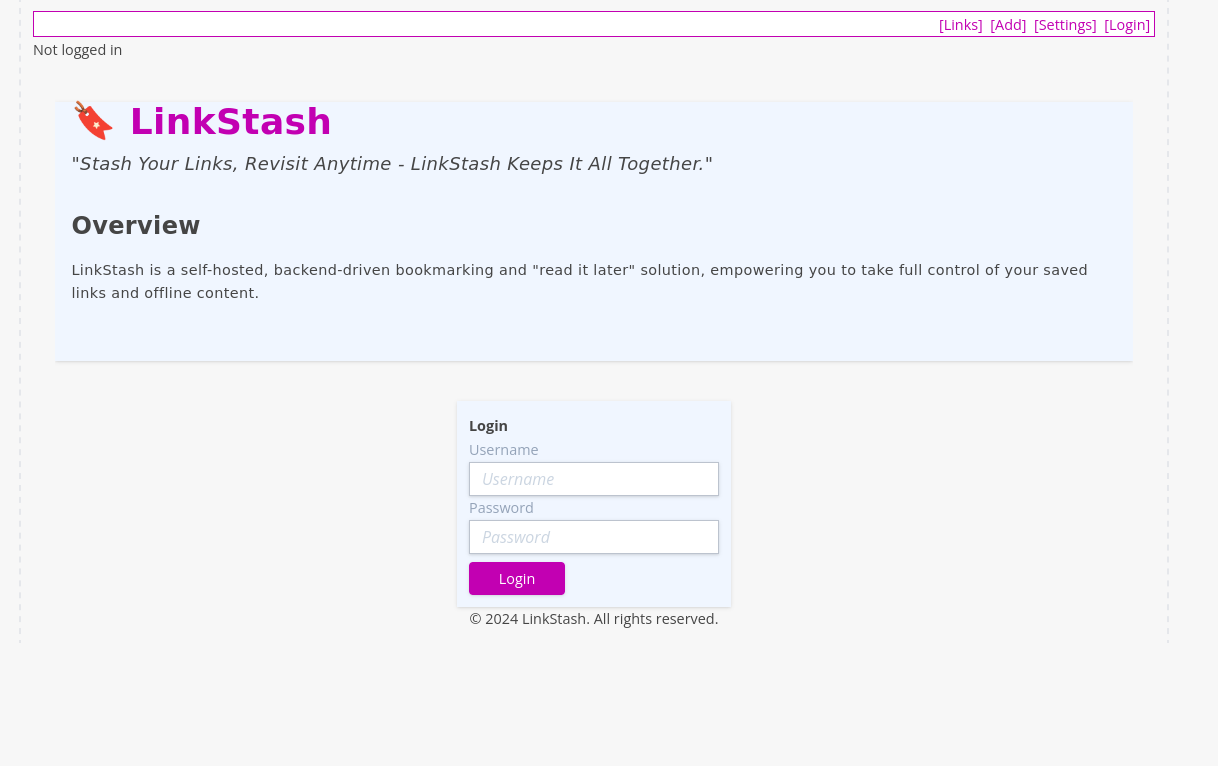 [Links] [Add] [Settings] [Login]
Not logged in
LinkStash
"Stash Your Links, Revisit Anytime - LinkStash Keeps It All Together."
Overview
LinkStash is a self-hosted, backend-driven bookmarking and "read it later" solution, empowering you to take full control of your saved
links and offline content.
Login
Username
Username
Password
Password
Login
© 2024 LinkStash. All rights reserved.